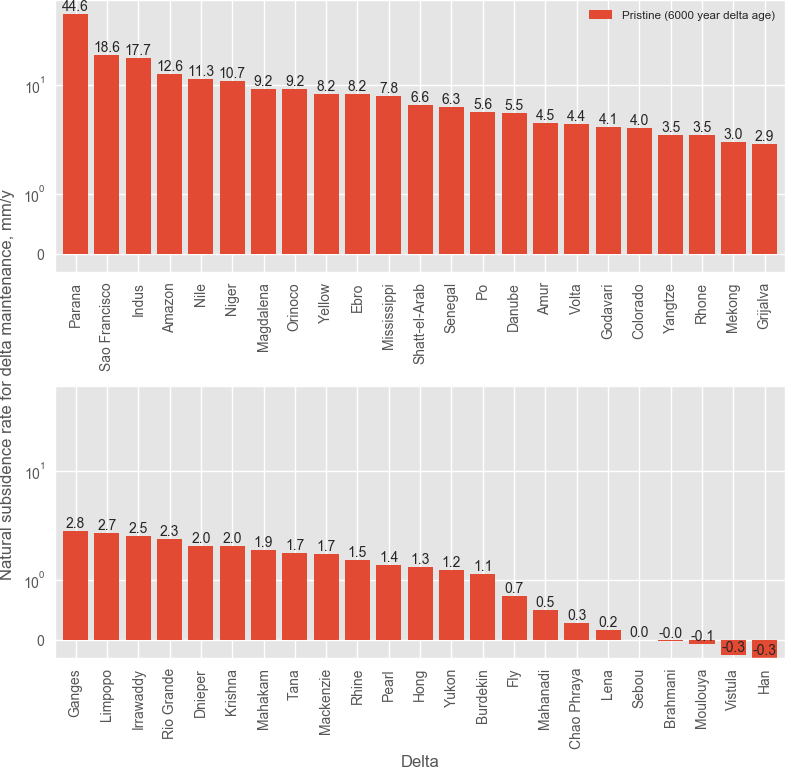 44.6 18.6 17.7 12.6 11.3 10.7 9.2 9.2 8.2 8.2 7.8 6.6 6.3 5.6 5.5 4.5 4.4 4.1 4.0 3.5 3.5 3.0 2.9
Pristine (6000 year delta age)
10¹
10⁰
0
Parana Sao Francisco Indus Amazon Nile Niger Magdalena Orinoco Yellow Ebro Mississippi Shatt-el-Arab Senegal Po Danube Amur Volta Godavari Colorado Yangtze Rhone Mekong Grijalva
Natural subsidence rate for delta maintenance, mm/y
10¹
10⁰
0
2.8 2.7 2.5 2.3 2.0 2.0 1.9 1.7 1.7 1.5 1.4 1.3 1.2 1.1 0.7 0.5 0.3 0.2 0.0 -0.0 -0.1 -0.3 -0.3
Ganges Limpopo Irrawaddy Rio Grande Dnieper Krishna Mahakam Tana Mackenzie Rhine Pearl Hong Yukon Burdekin Fly Mahanadi Chao Phraya Lena Sebou Brahmani Moulouya Vistula Han
Delta